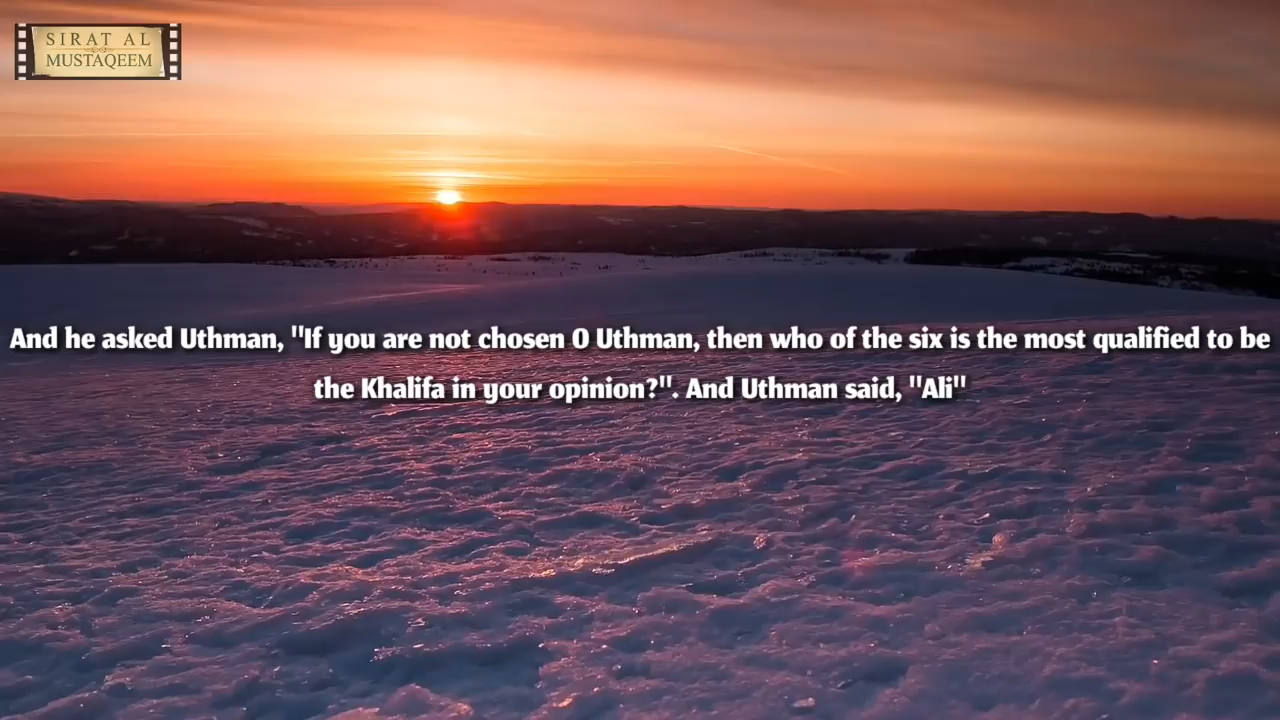 SIRAT AL
MUSTAQEEM
And he asked Uthman, "If you are not chosen O Uthman, then who of the six is the most qualified to be
the Khalifa in your opinion?". And Uthman said, "Ali"